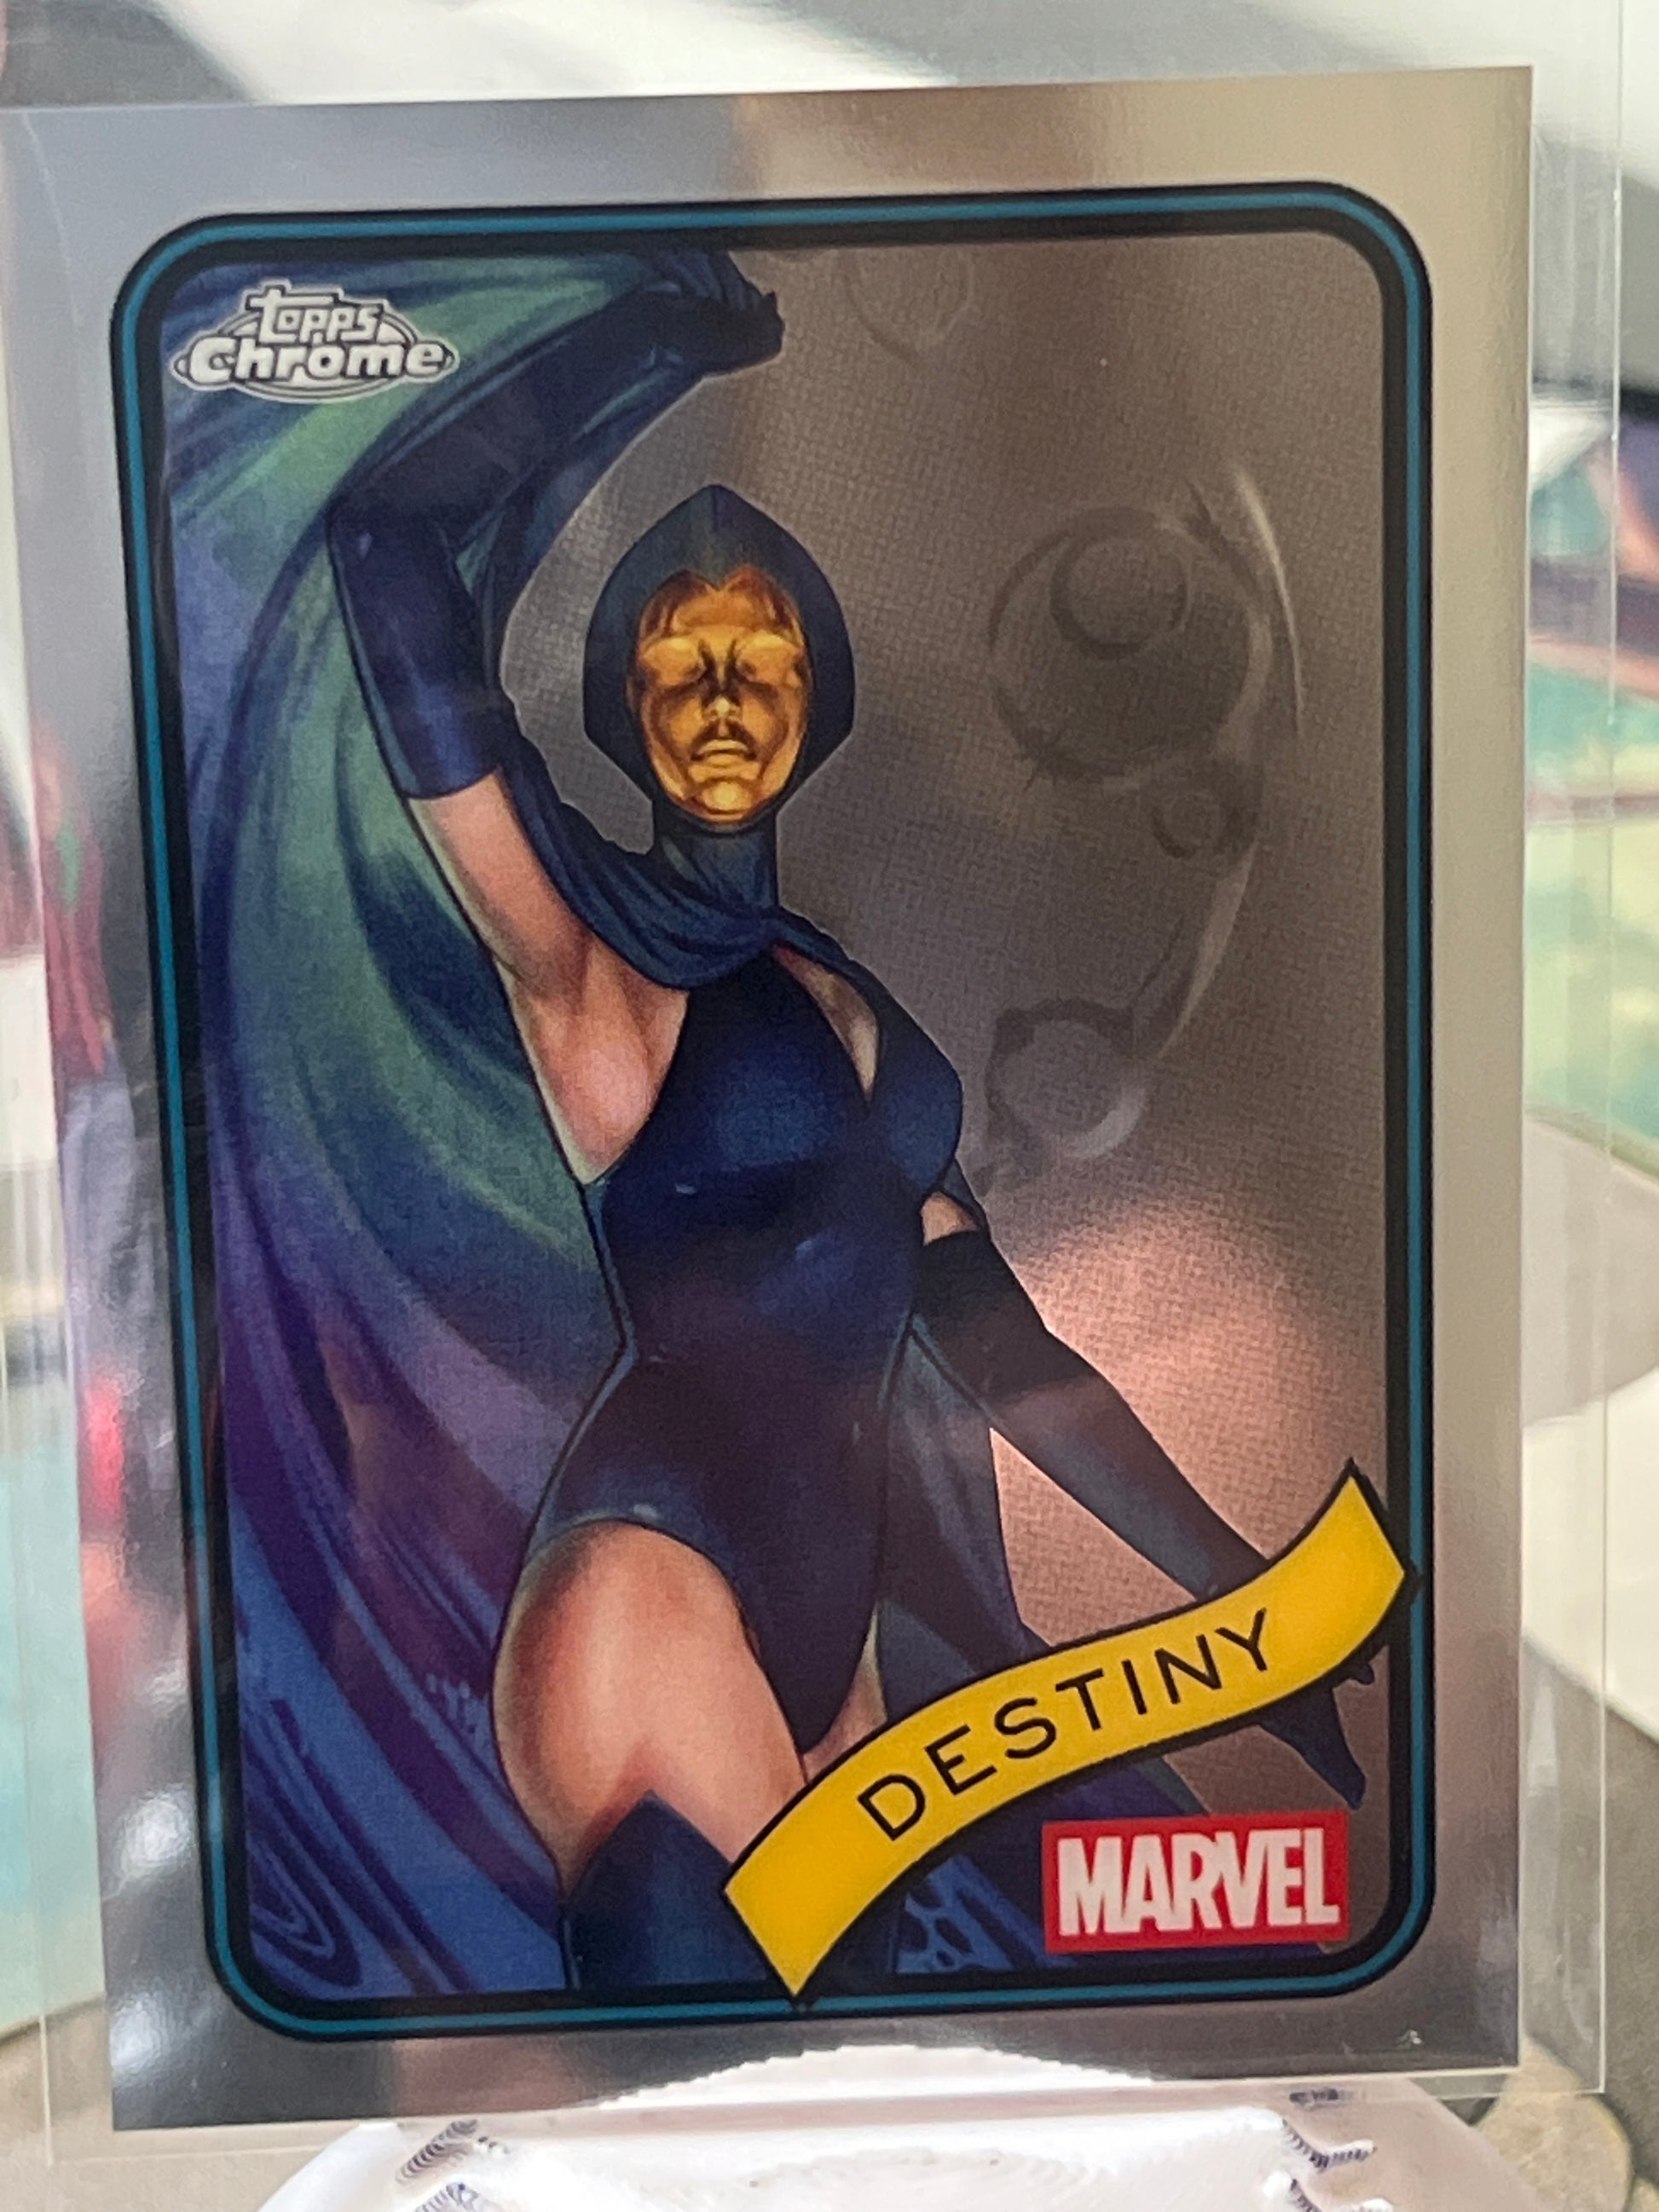 Topps
Chrome
DESTINY
MARVEL